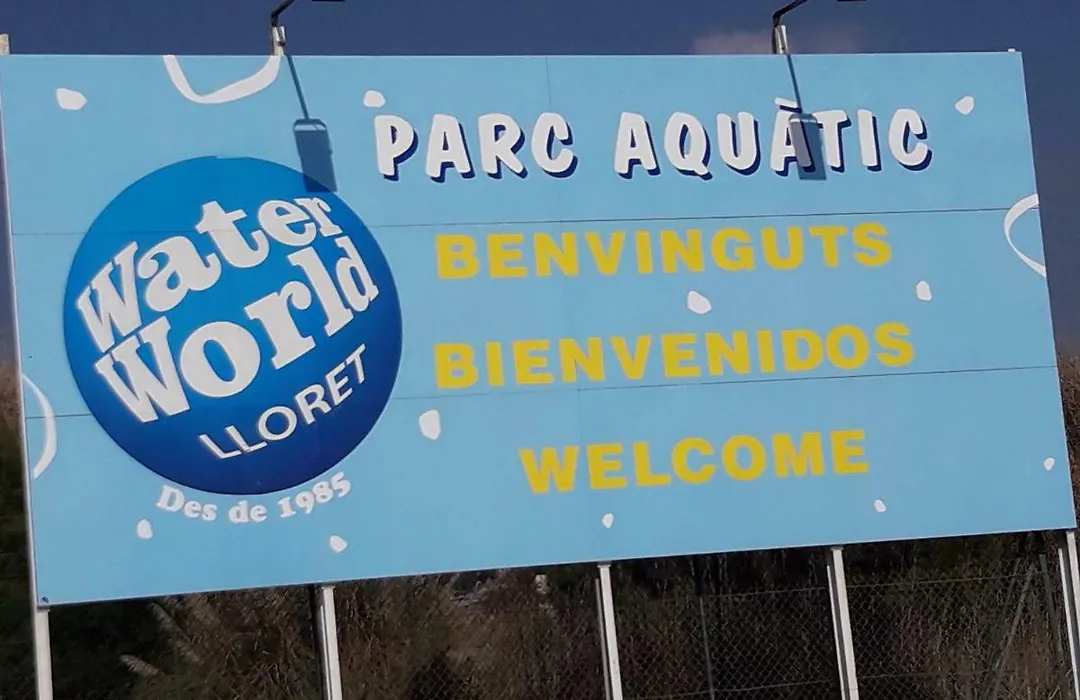 Water
World
LLORET
Des de 1985
PARC AQUÀTIC
BENVINGUTS
BIENVENIDOS
WELCOME